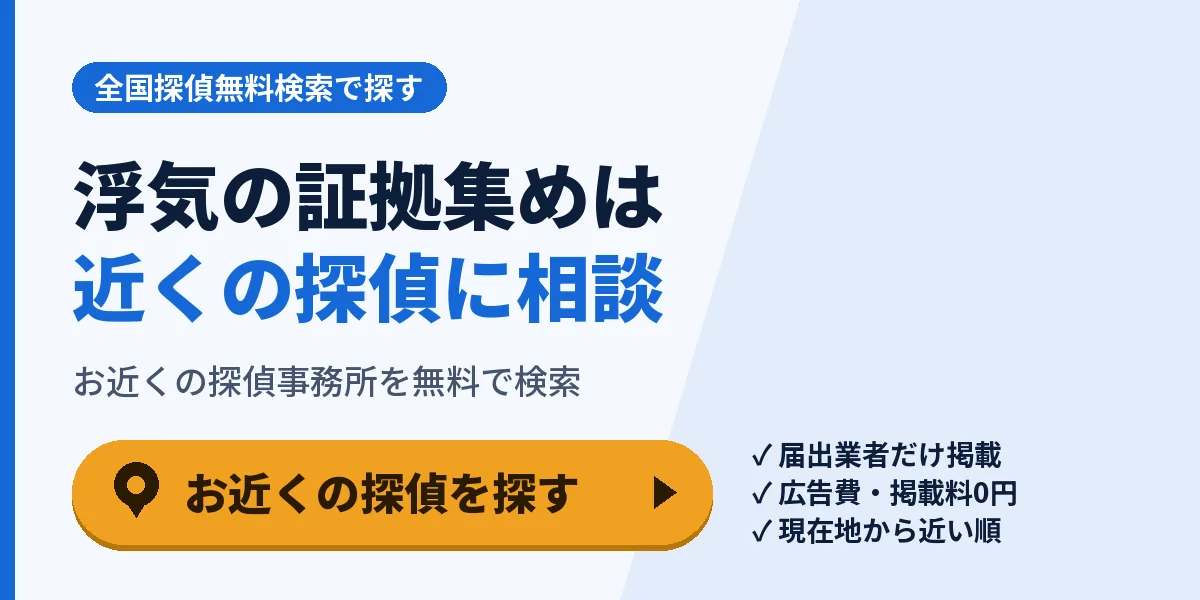 全国探偵無料検索で探す
浮気の証拠集めは
近くの探偵に相談
お近くの探偵事務所を無料で検索
お近くの探偵を探す
✓届出業者だけ掲載
✓広告費・掲載料0円
✓現在地から近い順